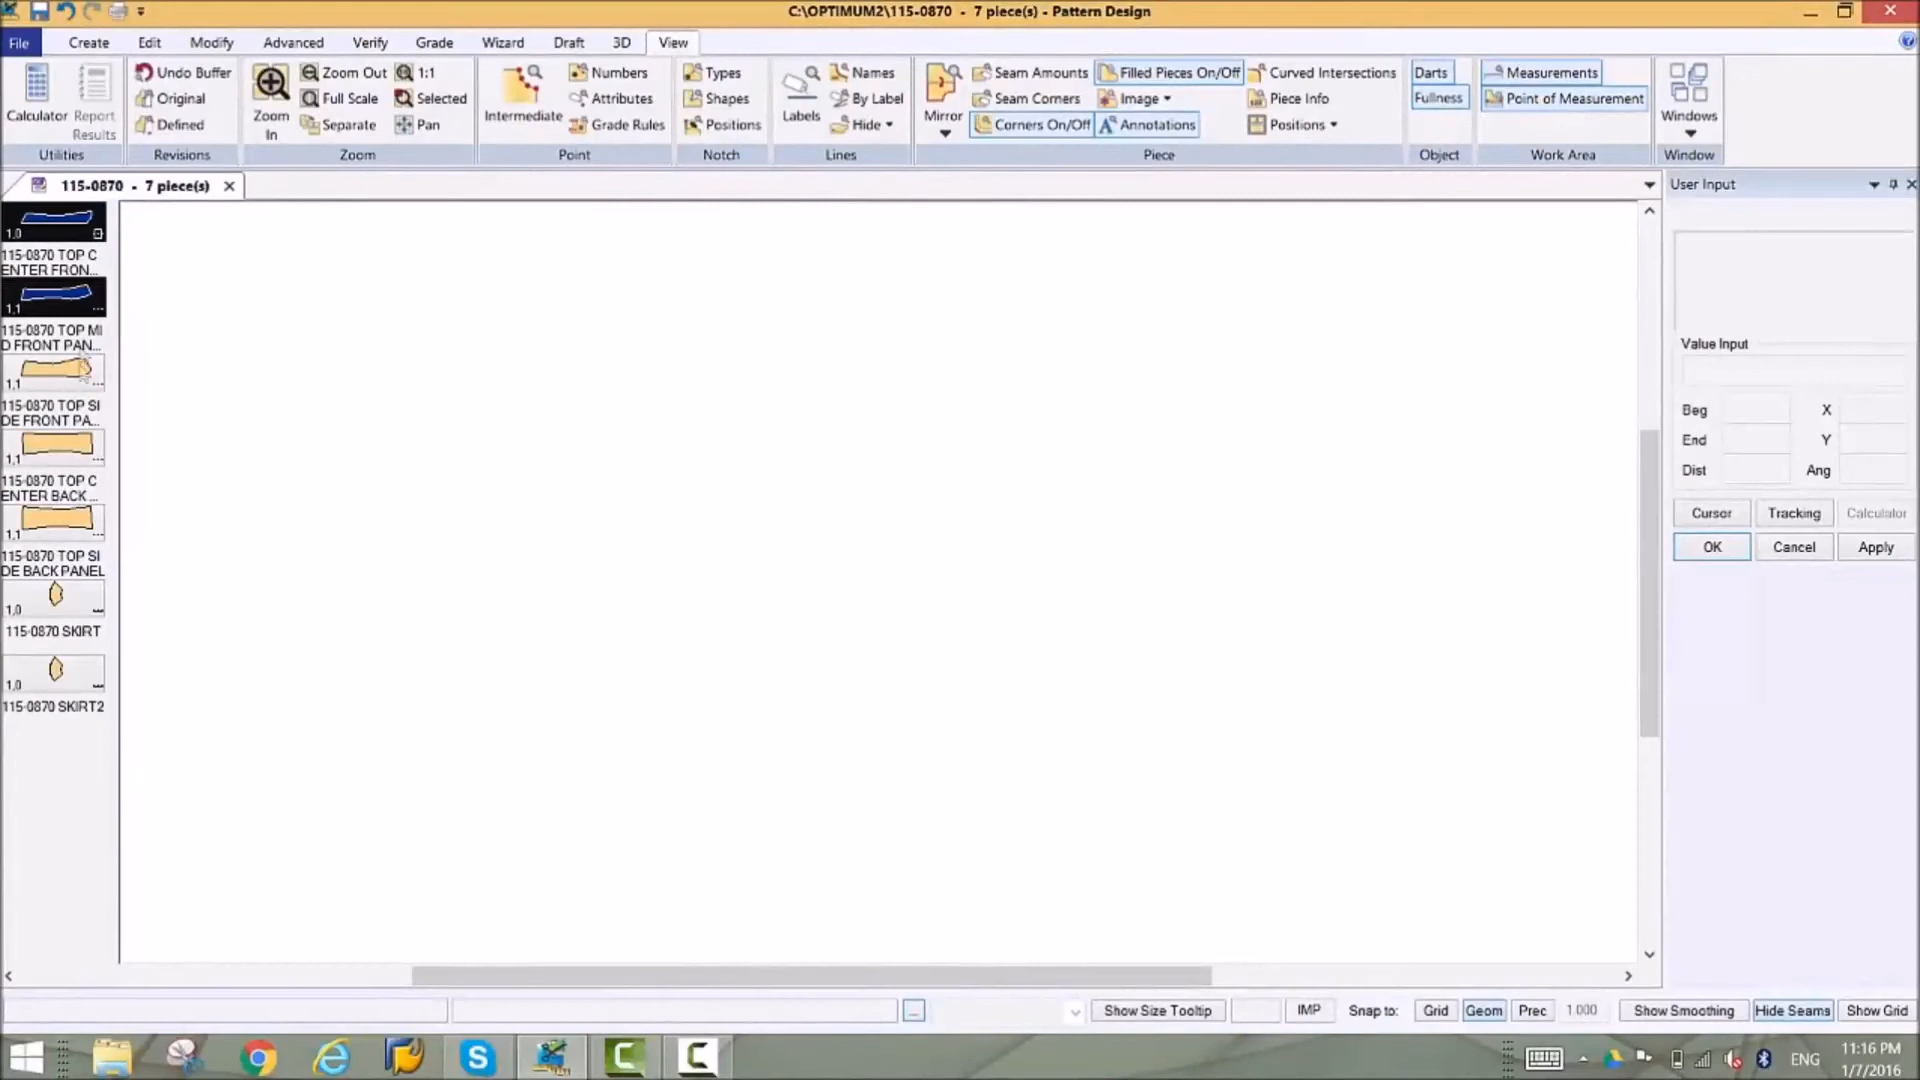 C:\OPTIMUM2\115-0870 - 7 piece(s) - Pattern Design
File Create Edit Modify Advanced Verify Grade Wizard Draft 3D View
Calculator Report Results
Utilities
Undo Buffer
Original
Defined
Revisions
Zoom In
Zoom Out 1:1
Full Scale Selected
Separate Pan
Zoom
Intermediate
Numbers
Attributes
Grade Rules
Point
Types
Shapes
Positions
Notch
Labels
Names
By Label
Hide
Lines
Mirror
Seam Amounts Filled Pieces On/Off Curved Intersections
Seam Corners Image Piece Info
Corners On/Off Annotations Positions
Piece
Darts
Fullness
Object
Measurements
Point of Measurement
Work Area
Windows
Window
115-0870 - 7 piece(s)
1,0
115-0870 TOP C
ENTER FRON...
1,1
115-0870 TOP MI
D FRONT PAN...
1,1
115-0870 TOP SI
DE FRONT PA...
1,1
115-0870 TOP C
ENTER BACK ...
1,1
115-0870 TOP SI
DE BACK PANEL
1,0
115-0870 SKIRT
1,0
115-0870 SKIRT2
User Input
Value Input
Beg X
End Y
Dist Ang
Cursor Tracking Calculator
OK Cancel Apply
... Show Size Tooltip IMP Snap to: Grid Geom Prec 1.000 Show Smoothing Hide Seams Show Grid
ENG
11:16 PM
1/7/2016